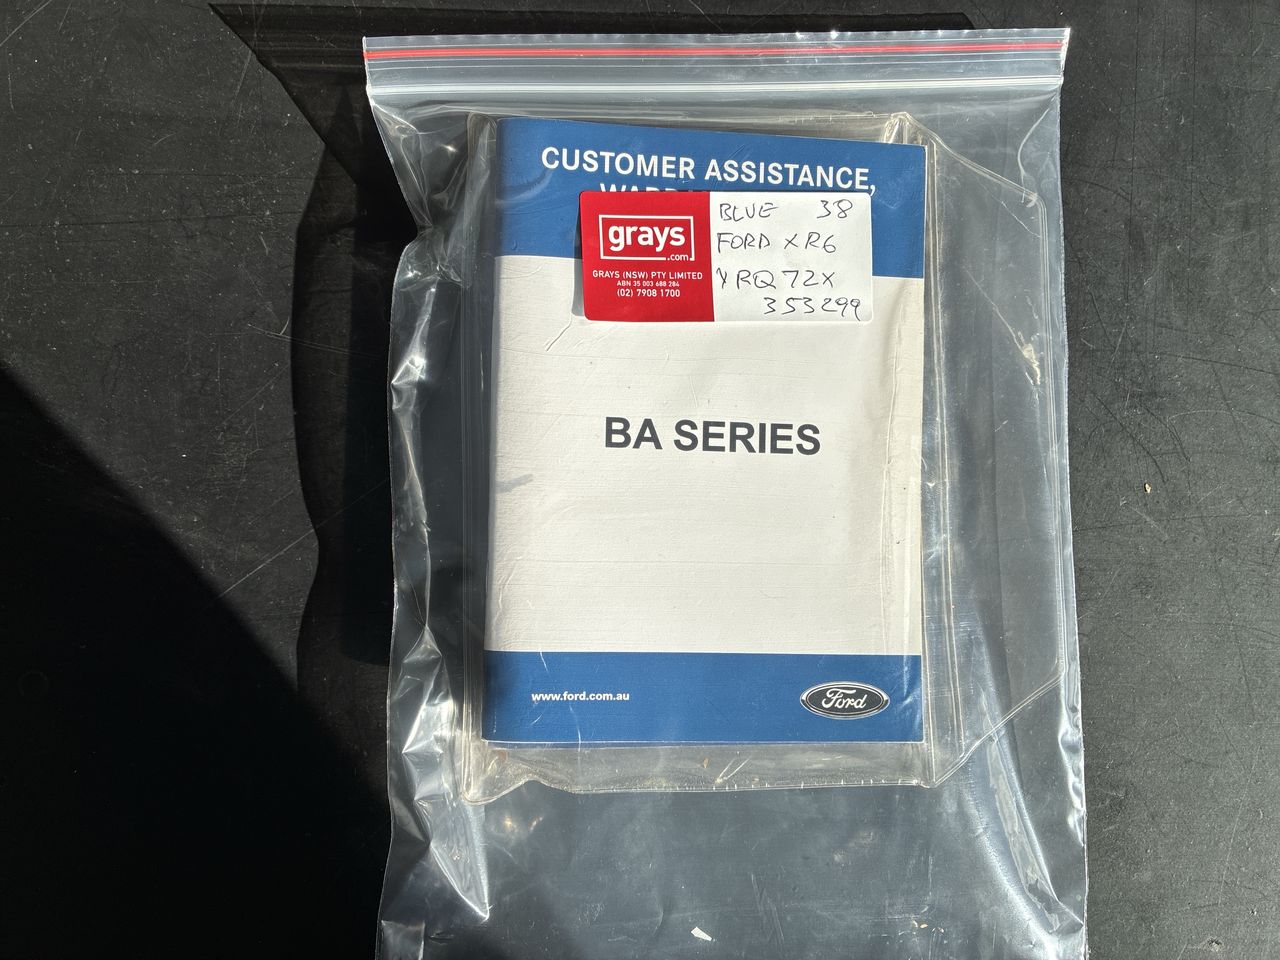 CUSTOMER ASSISTANCE,
grays
.com
GRAYS (NSW) PTY LIMITED
ABN 35 003 688 284
(02) 7908 1700
BLUE 38
FORD XR6
YRQ72X
353299
BA SERIES
www.ford.com.au
Ford